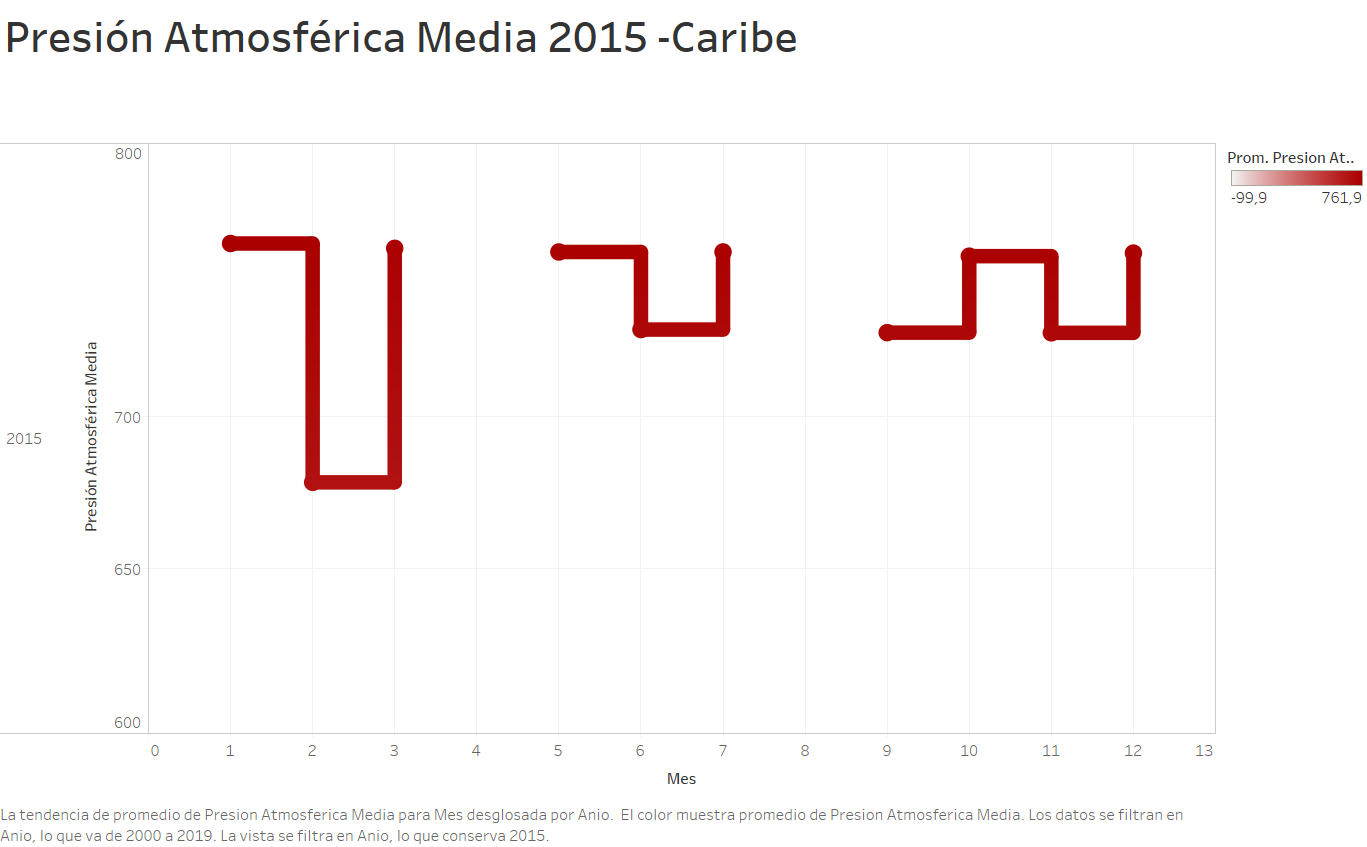 Presión Atmosférica Media 2015 -Caribe
Prom. Presion At..
-99,9 761,9
800
700
650
600
2015
Presión Atmosférica Media
0 1 2 3 4 5 6 7 8 9 10 11 12 13
Mes
La tendencia de promedio de Presion Atmosferica Media para Mes desglosada por Anio.  El color muestra promedio de Presion Atmosferica Media. Los datos se filtran en
Anio, lo que va de 2000 a 2019. La vista se filtra en Anio, lo que conserva 2015.